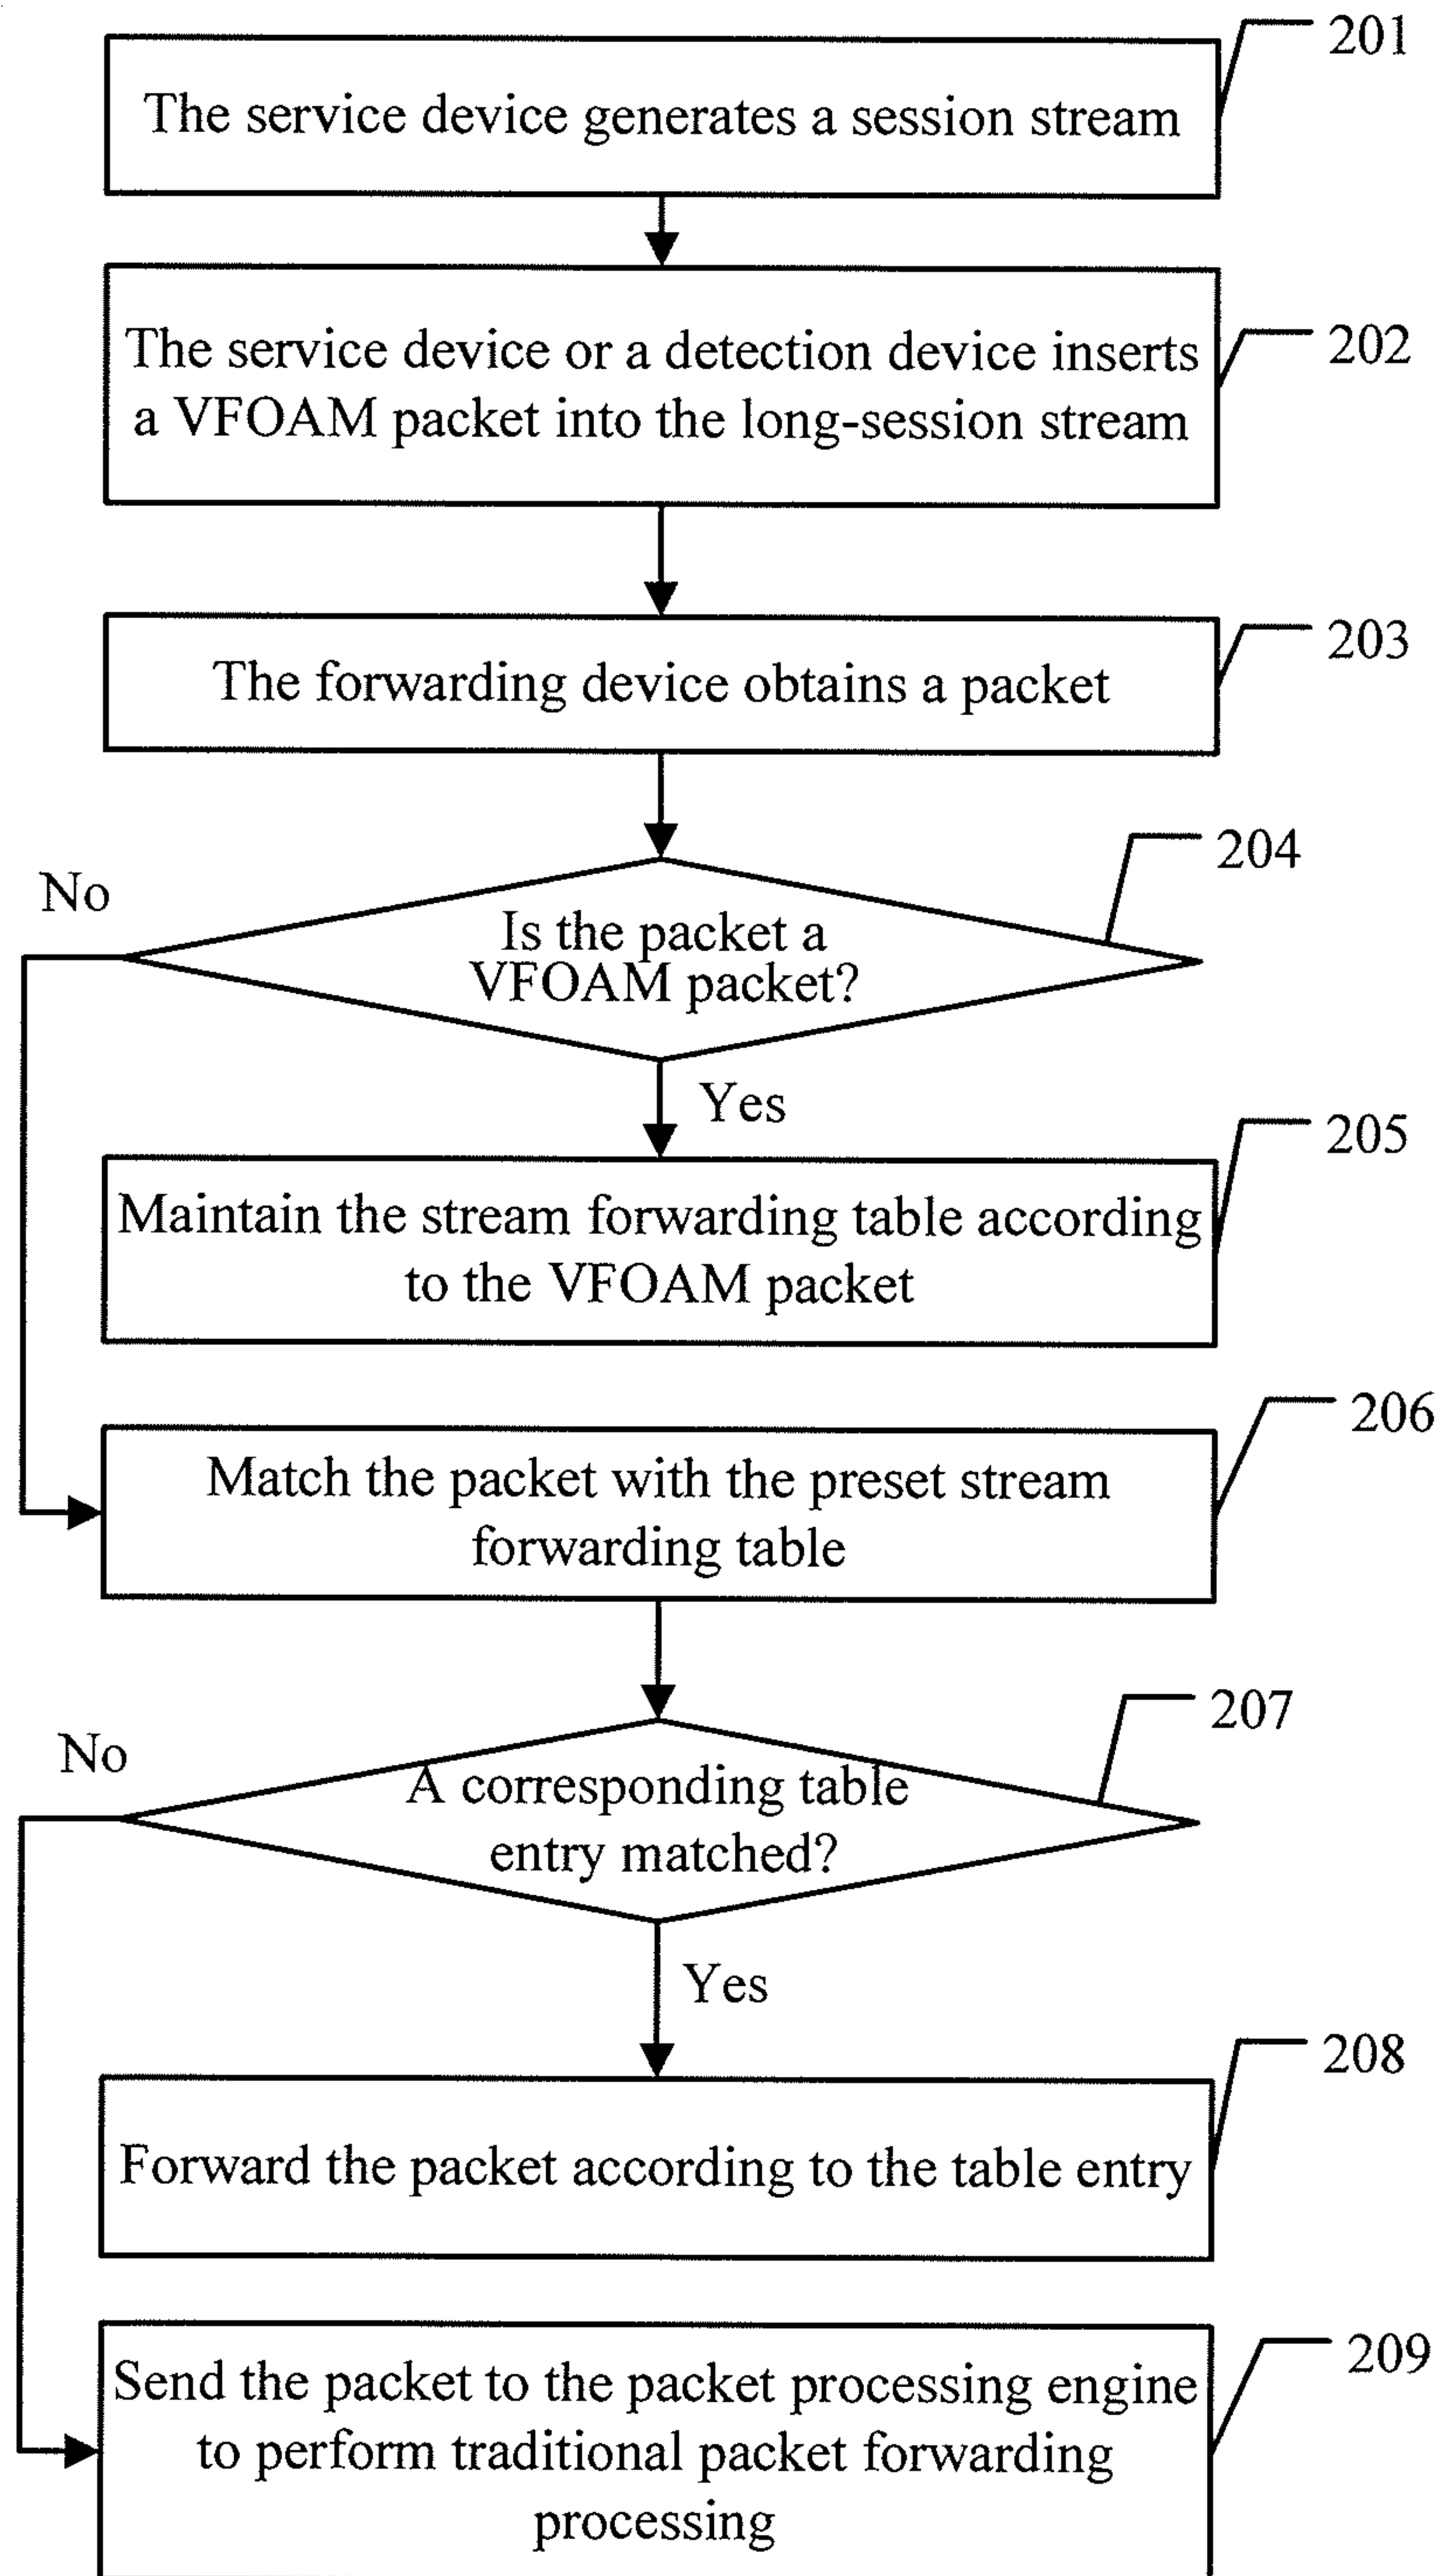 201
The service device generates a session stream
202
The service device or a detection device inserts
a VFOAM packet into the long-session stream
203
The forwarding device obtains a packet
204
No
Is the packet a
VFOAM packet?
Yes
205
Maintain the stream forwarding table according
to the VFOAM packet
206
Match the packet with the preset stream
forwarding table
207
No
A corresponding table
entry matched?
Yes
208
Forward the packet according to the table entry
209
Send the packet to the packet processing engine
to perform traditional packet forwarding
processing